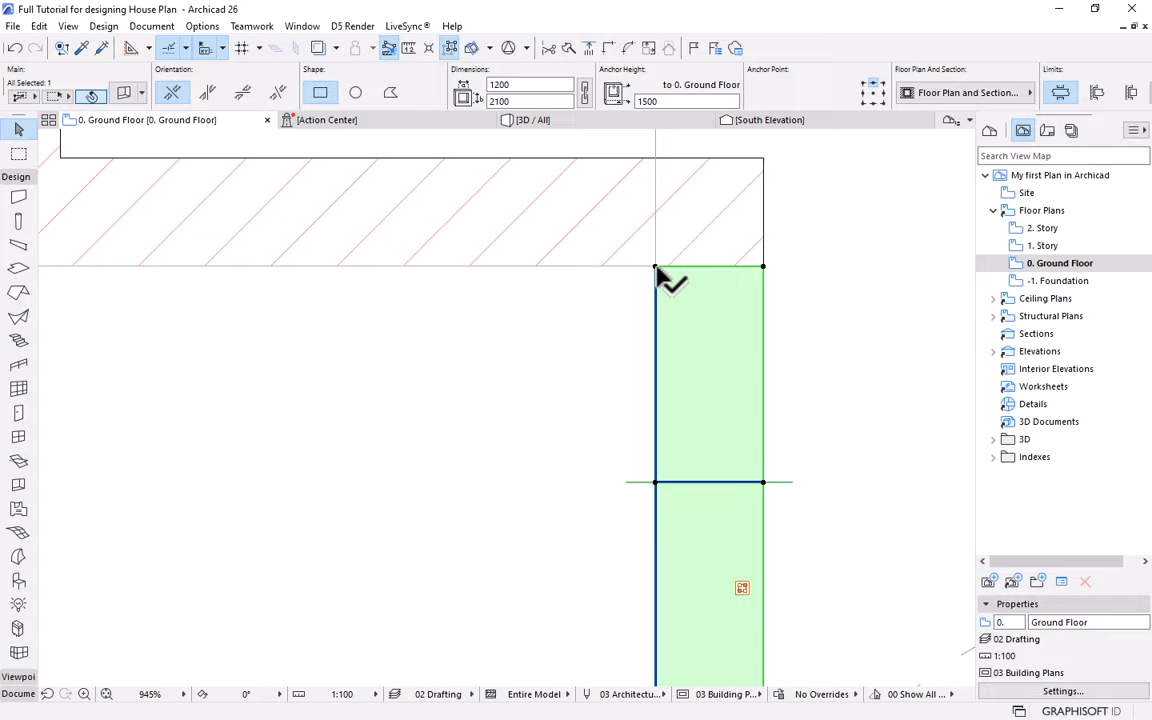 Full Tutorial for designing House Plan - Archicad 26
File Edit View Design Document Options Teamwork Window D5 Render LiveSync® Help
Main:
All Selected: 1
Orientation:
Shape:
Dimensions:
1200
2100
Anchor Height:
to 0. Ground Floor
1500
Anchor Point:
Floor Plan And Section:
Floor Plan and Section...
Limits:
0. Ground Floor [0. Ground Floor]
[Action Center]
[3D / All]
[South Elevation]
Design
Search View Map
My first Plan in Archicad
Site
Floor Plans
2. Story
1. Story
0. Ground Floor
-1. Foundation
Ceiling Plans
Structural Plans
Sections
Elevations
Interior Elevations
Worksheets
Details
3D Documents
3D
Indexes
Properties
0. Ground Floor
02 Drafting
1:100
03 Building Plans
Settings...
Viewpoi
Docume
945% 0° 1:100 02 Drafting Entire Model 03 Architectu... 03 Building P... No Overrides 00 Show All ...
GRAPHISOFT ID